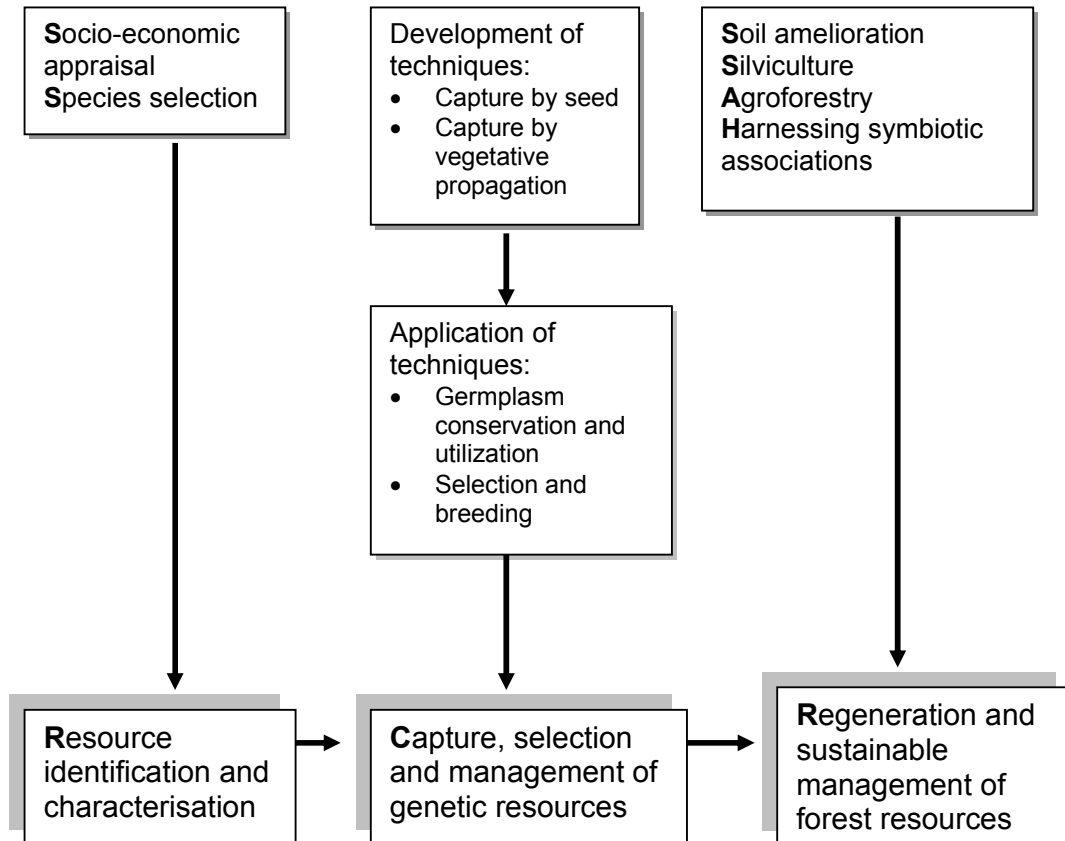 Socio-economic
appraisal
Species selection
Development of
techniques:
• Capture by seed
• Capture by
vegetative
propagation
Soil amelioration
Silviculture
Agroforestry
Harnessing symbiotic
associations
Application of
techniques:
• Germplasm
conservation and
utilization
• Selection and
breeding
Resource
identification and
characterisation
Capture, selection
and management of
genetic resources
Regeneration and
sustainable
management of
forest resources